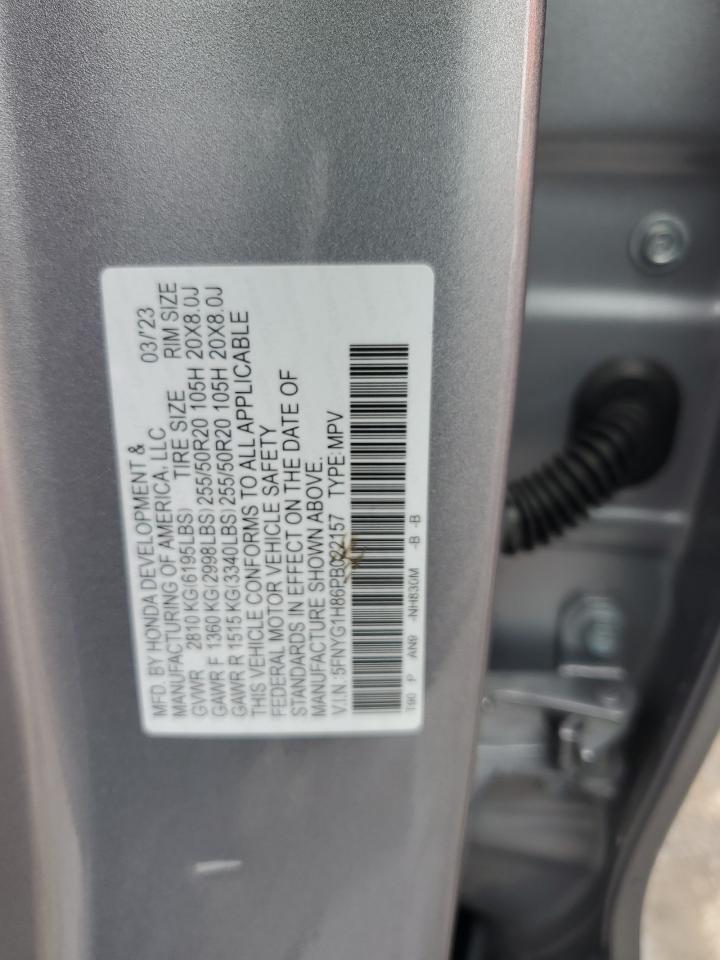 MFD. BY HONDA DEVELOPMENT &
MANUFACTURING OF AMERICA, LLC 03/'23
GVWR 2810 KG(6195LBS) TIRE SIZE RIM SIZE
GAWR F 1360 KG(2998LBS) 255/50R20 105H 20X8.0J
GAWR R 1515 KG(3340LBS) 255/50R20 105H 20X8.0J
THIS VEHICLE CONFORMS TO ALL APPLICABLE
FEDERAL MOTOR VEHICLE SAFETY
STANDARDS IN EFFECT ON THE DATE OF
MANUFACTURE SHOWN ABOVE.
V.I.N.: 5FNYG1H86PB022157 TYPE: MPV
T90 P AN9 -NH830M -B -B